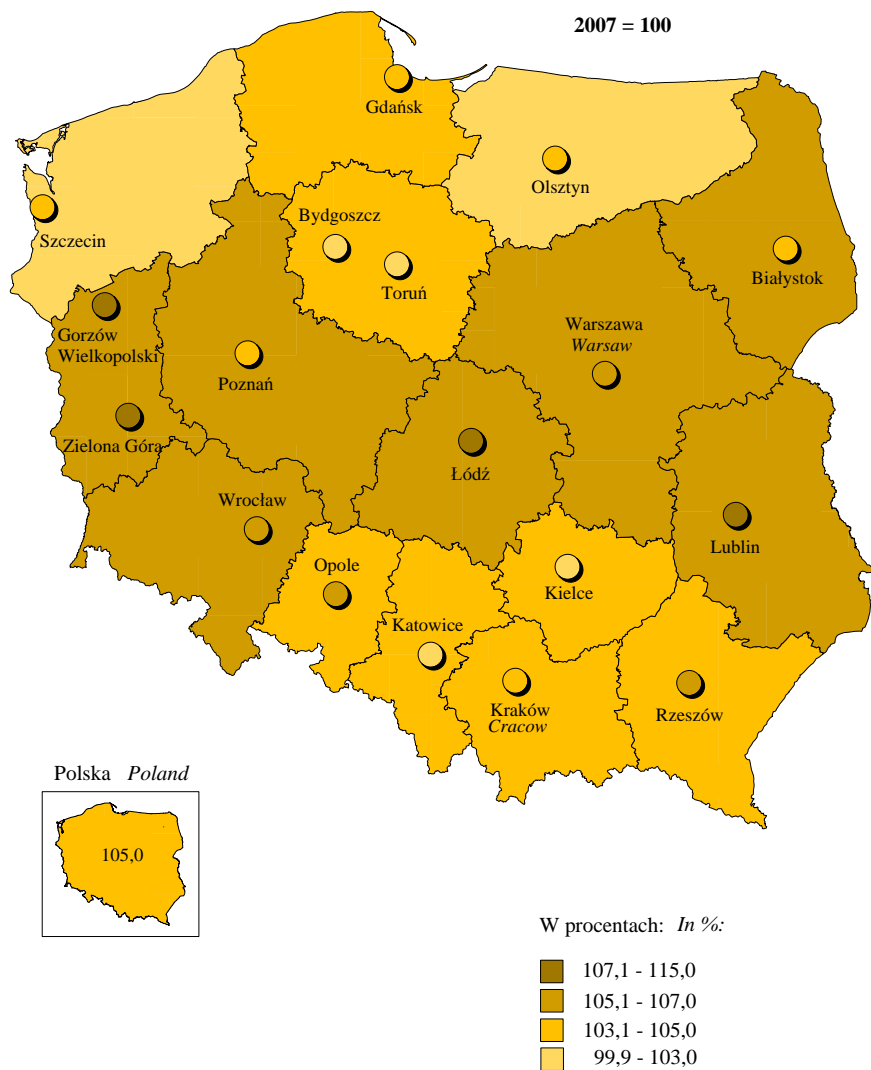 2007 = 100
Gdańsk
Olsztyn
Szczecin
Bydgoszcz
Toruń
Białystok
Gorzów
Wielkopolski
Poznań
Warszawa
Warsaw
Zielona Góra
Łódź
Wrocław
Lublin
Opole
Kielce
Katowice
Kraków
Cracow
Rzeszów
Polska Poland
105,0
W procentach: In %:
107,1 - 115,0
105,1 - 107,0
103,1 - 105,0
99,9 - 103,0